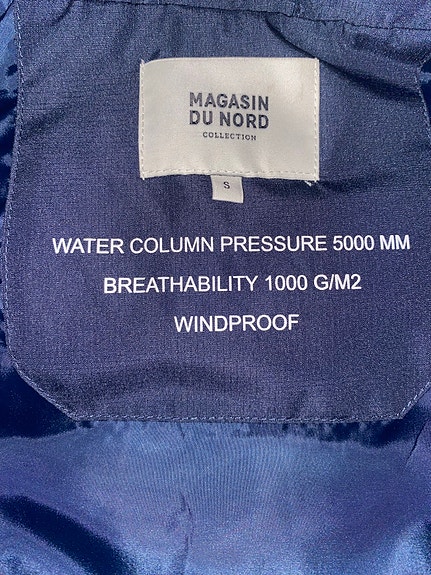 MAGASIN
DU NORD
COLLECTION
S
WATER COLUMN PRESSURE 5000 MM
BREATHABILITY 1000 G/M2
WINDPROOF